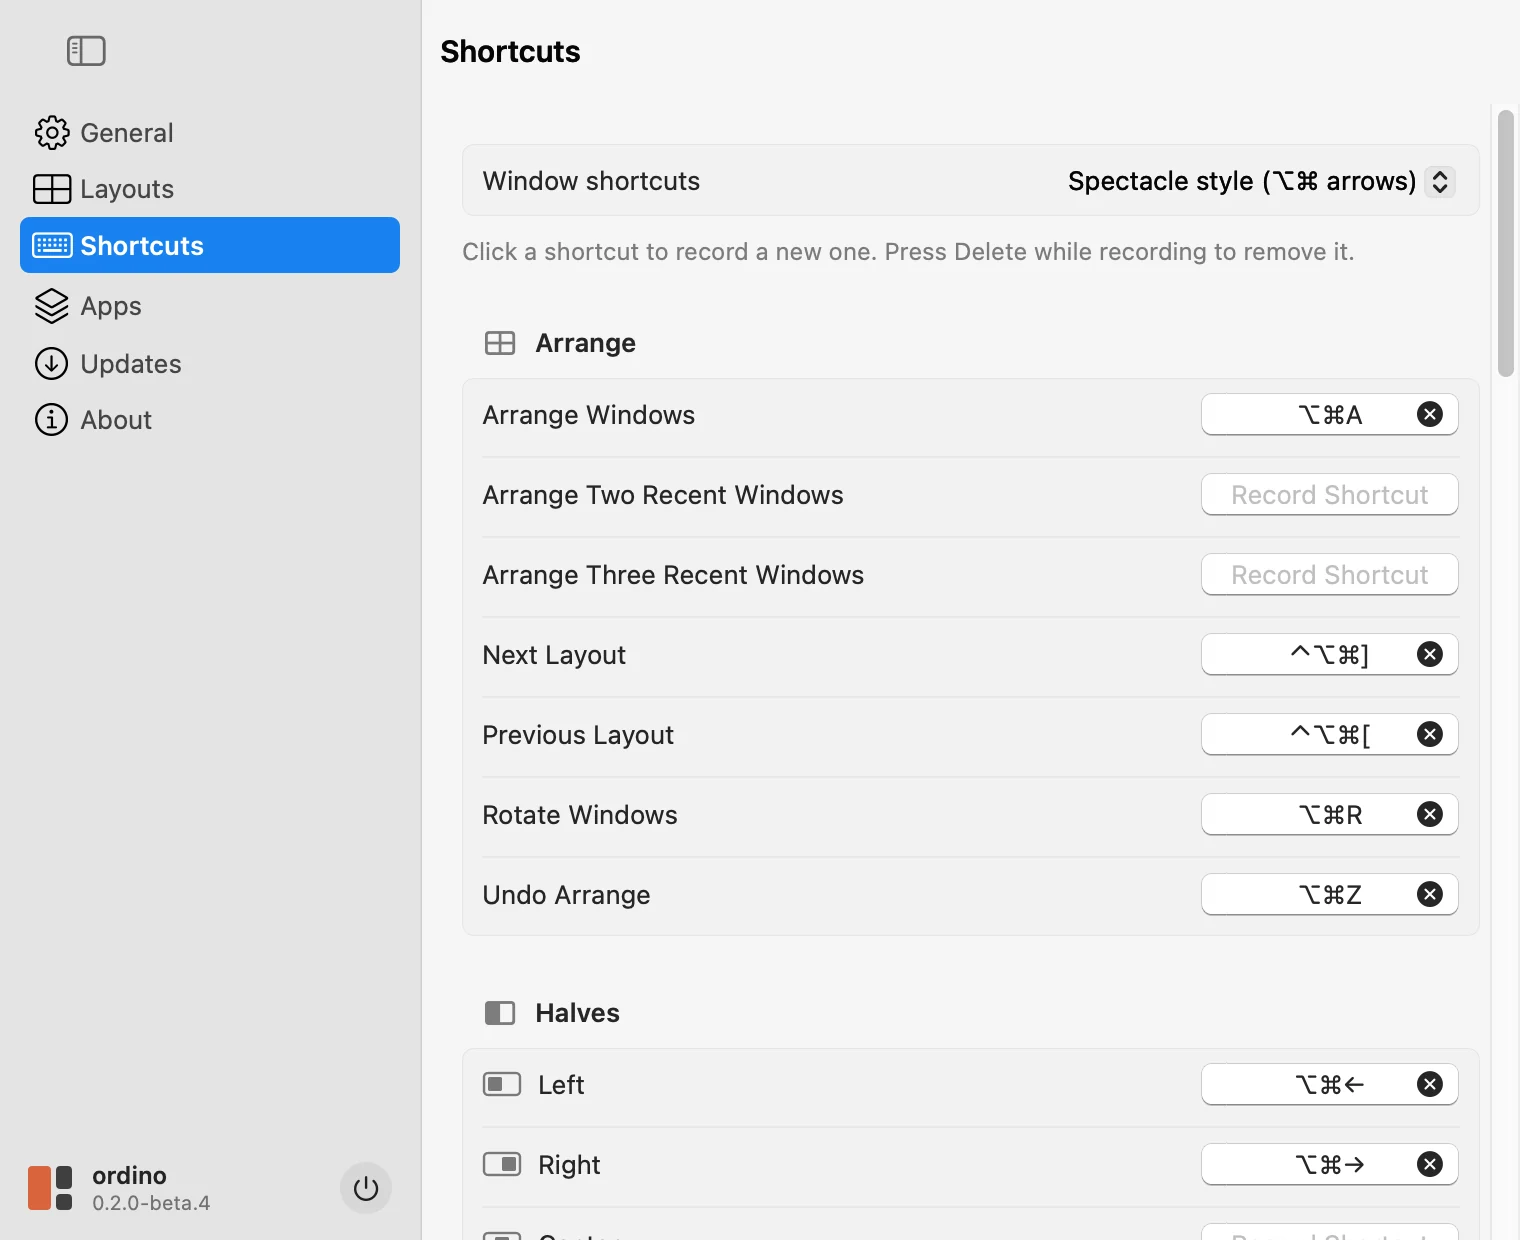 Shortcuts
General
Layouts
Shortcuts
Apps
Updates
About
Window shortcuts Spectacle style (⌥⌘ arrows)
Click a shortcut to record a new one. Press Delete while recording to remove it.
Arrange
Arrange Windows ⌥⌘A
Arrange Two Recent Windows Record Shortcut
Arrange Three Recent Windows Record Shortcut
Next Layout ^⌥⌘]
Previous Layout ^⌥⌘[
Rotate Windows ⌥⌘R
Undo Arrange ⌥⌘Z
Halves
Left ⌥⌘←
Right ⌥⌘→
ordino
0.2.0-beta.4